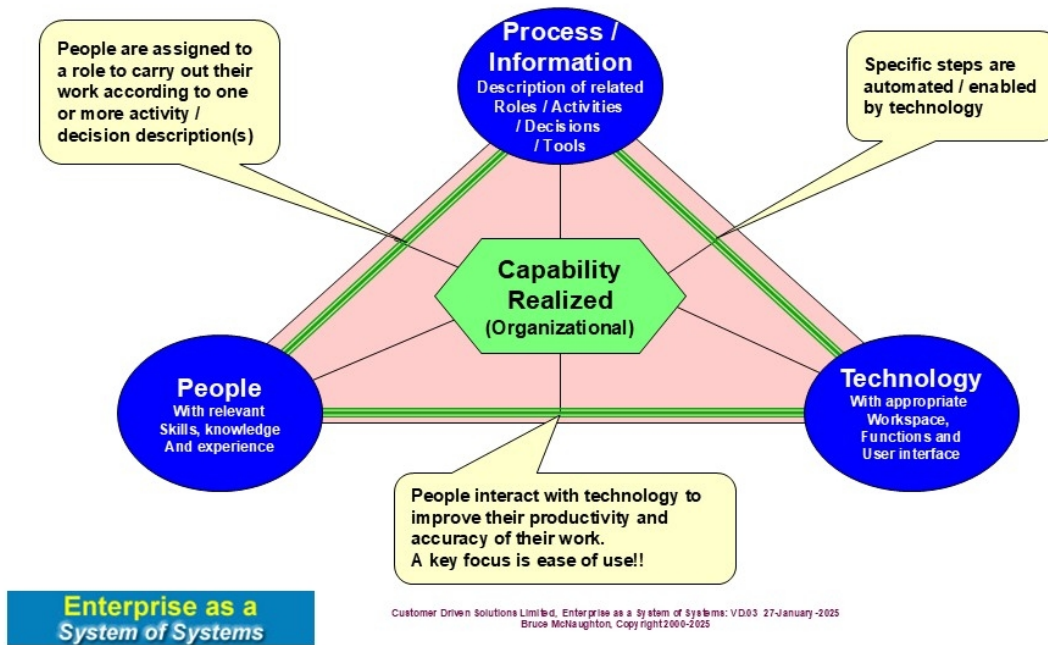 Process /
Information
Description of related
Roles / Activities
/ Decisions
/ Tools
People are assigned to
a role to carry out their
work according to one
or more activity /
decision description(s)
Specific steps are
automated / enabled
by technology
Capability
Realized
(Organizational)
People
With relevant
Skills, knowledge
And experience
Technology
With appropriate
Workspace,
Functions and
User interface
People interact with technology to
improve their productivity and
accuracy of their work.
A key focus is ease of use!!
Enterprise as a
System of Systems
Customer Driven Solutions Limited, Enterprise as a System of Systems: VD.03 27-January-2025
Bruce McNaughton, Copyright 2000-2025